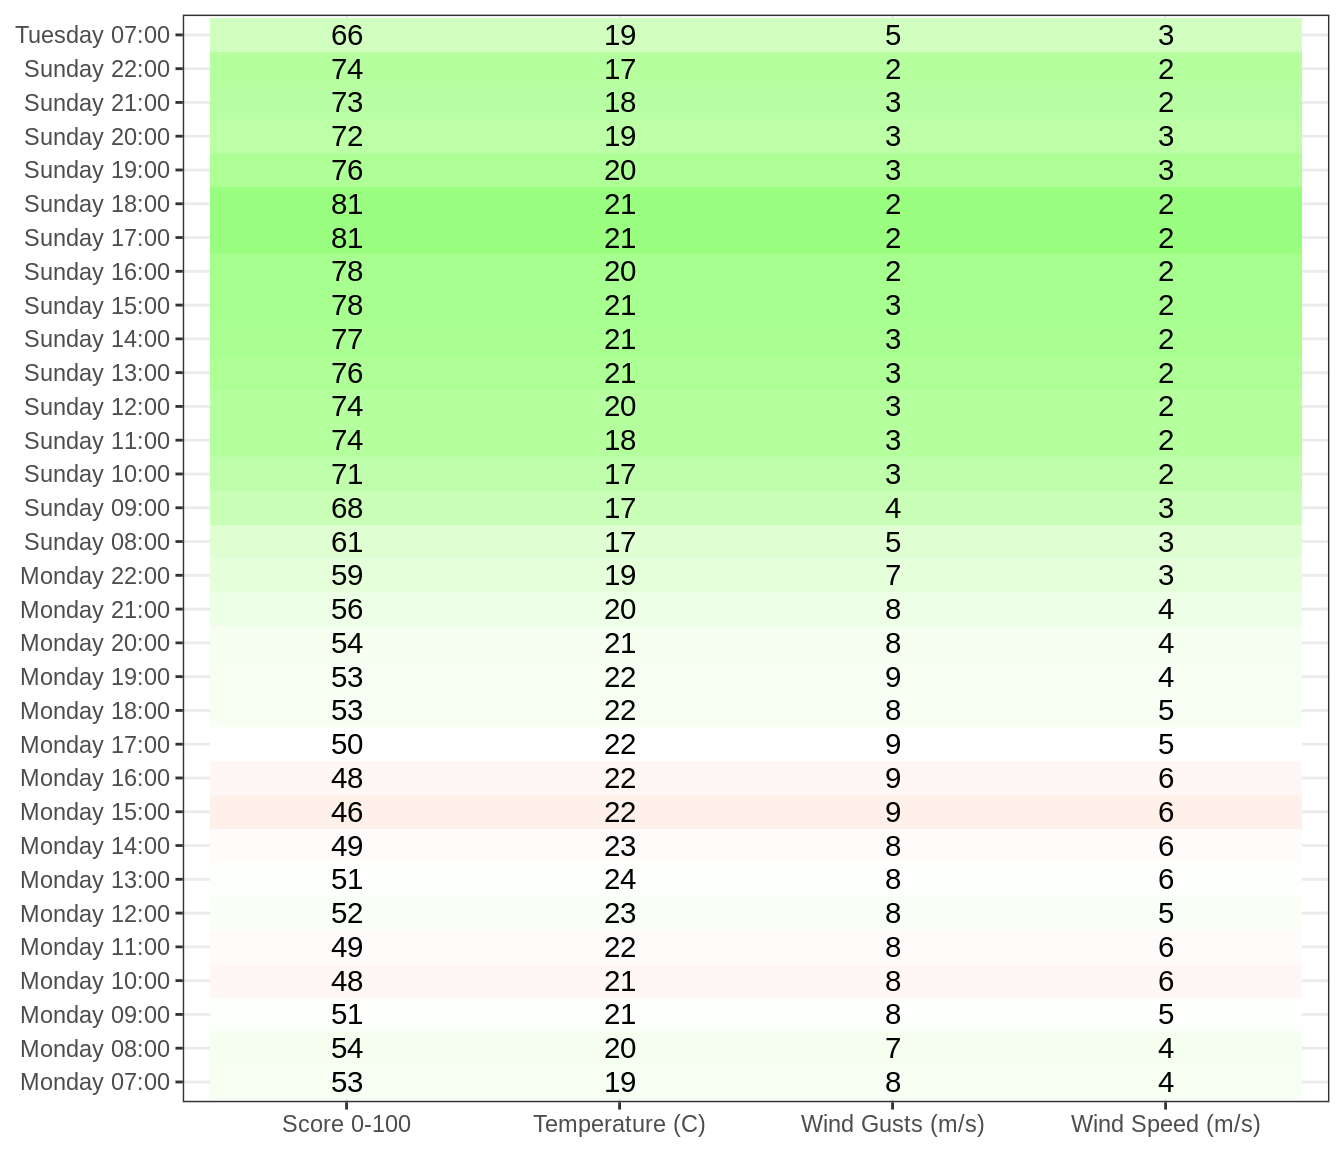 Tuesday 07:00 66 19 5 3
Sunday 22:00 74 17 2 2
Sunday 21:00 73 18 3 2
Sunday 20:00 72 19 3 3
Sunday 19:00 76 20 3 3
Sunday 18:00 81 21 2 2
Sunday 17:00 81 21 2 2
Sunday 16:00 78 20 2 2
Sunday 15:00 78 21 3 2
Sunday 14:00 77 21 3 2
Sunday 13:00 76 21 3 2
Sunday 12:00 74 20 3 2
Sunday 11:00 74 18 3 2
Sunday 10:00 71 17 3 2
Sunday 09:00 68 17 4 3
Sunday 08:00 61 17 5 3
Monday 22:00 59 19 7 3
Monday 21:00 56 20 8 4
Monday 20:00 54 21 8 4
Monday 19:00 53 22 9 4
Monday 18:00 53 22 8 5
Monday 17:00 50 22 9 5
Monday 16:00 48 22 9 6
Monday 15:00 46 22 9 6
Monday 14:00 49 23 8 6
Monday 13:00 51 24 8 6
Monday 12:00 52 23 8 5
Monday 11:00 49 22 8 6
Monday 10:00 48 21 8 6
Monday 09:00 51 21 8 5
Monday 08:00 54 20 7 4
Monday 07:00 53 19 8 4
Score 0-100 Temperature (C) Wind Gusts (m/s) Wind Speed (m/s)